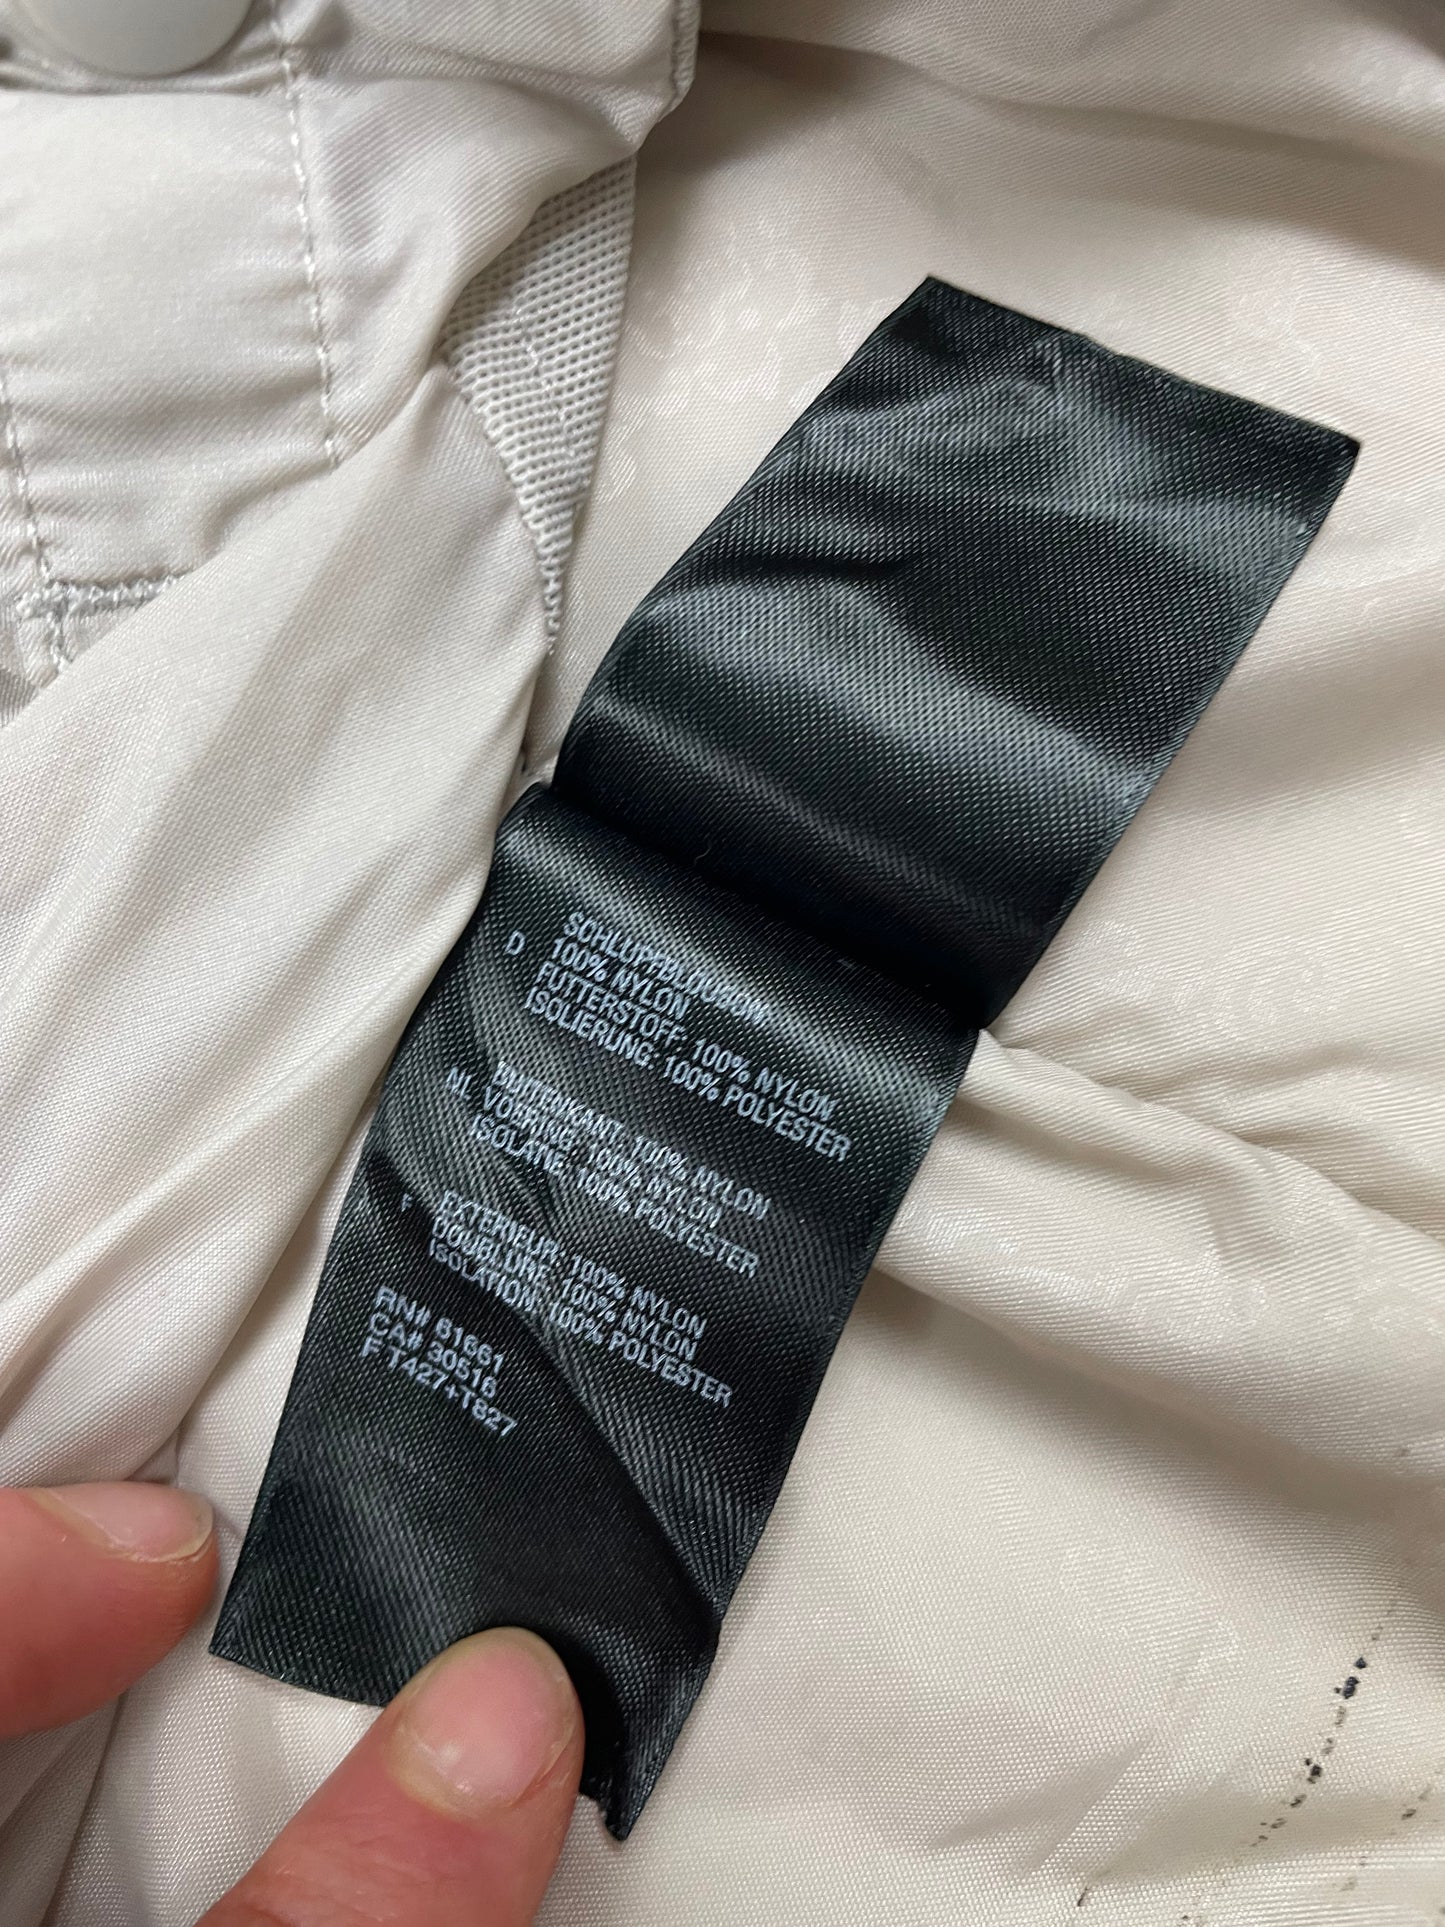 D SCHLUPFBLOUSON:
100% NYLON
FUTTERSTOFF: 100% NYLON
ISOLIERUNG: 100% POLYESTER
NL BUITENKANT: 100% NYLON
VOERING: 100% NYLON
ISOLATIE: 100% POLYESTER
F EXTERIEUR: 100% NYLON
DOUBLURE: 100% NYLON
ISOLATION: 100% POLYESTER
RN# 61661
CA# 30516
F T427+T827